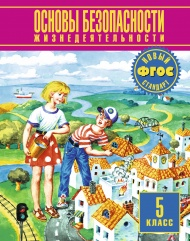 ОСНОВЫ БЕЗОПАСНОСТИ
ЖИЗНЕДЕЯТЕЛЬНОСТИ
НОВЫЙ
ФГОС
СТАНДАРТ
5 КЛАСС